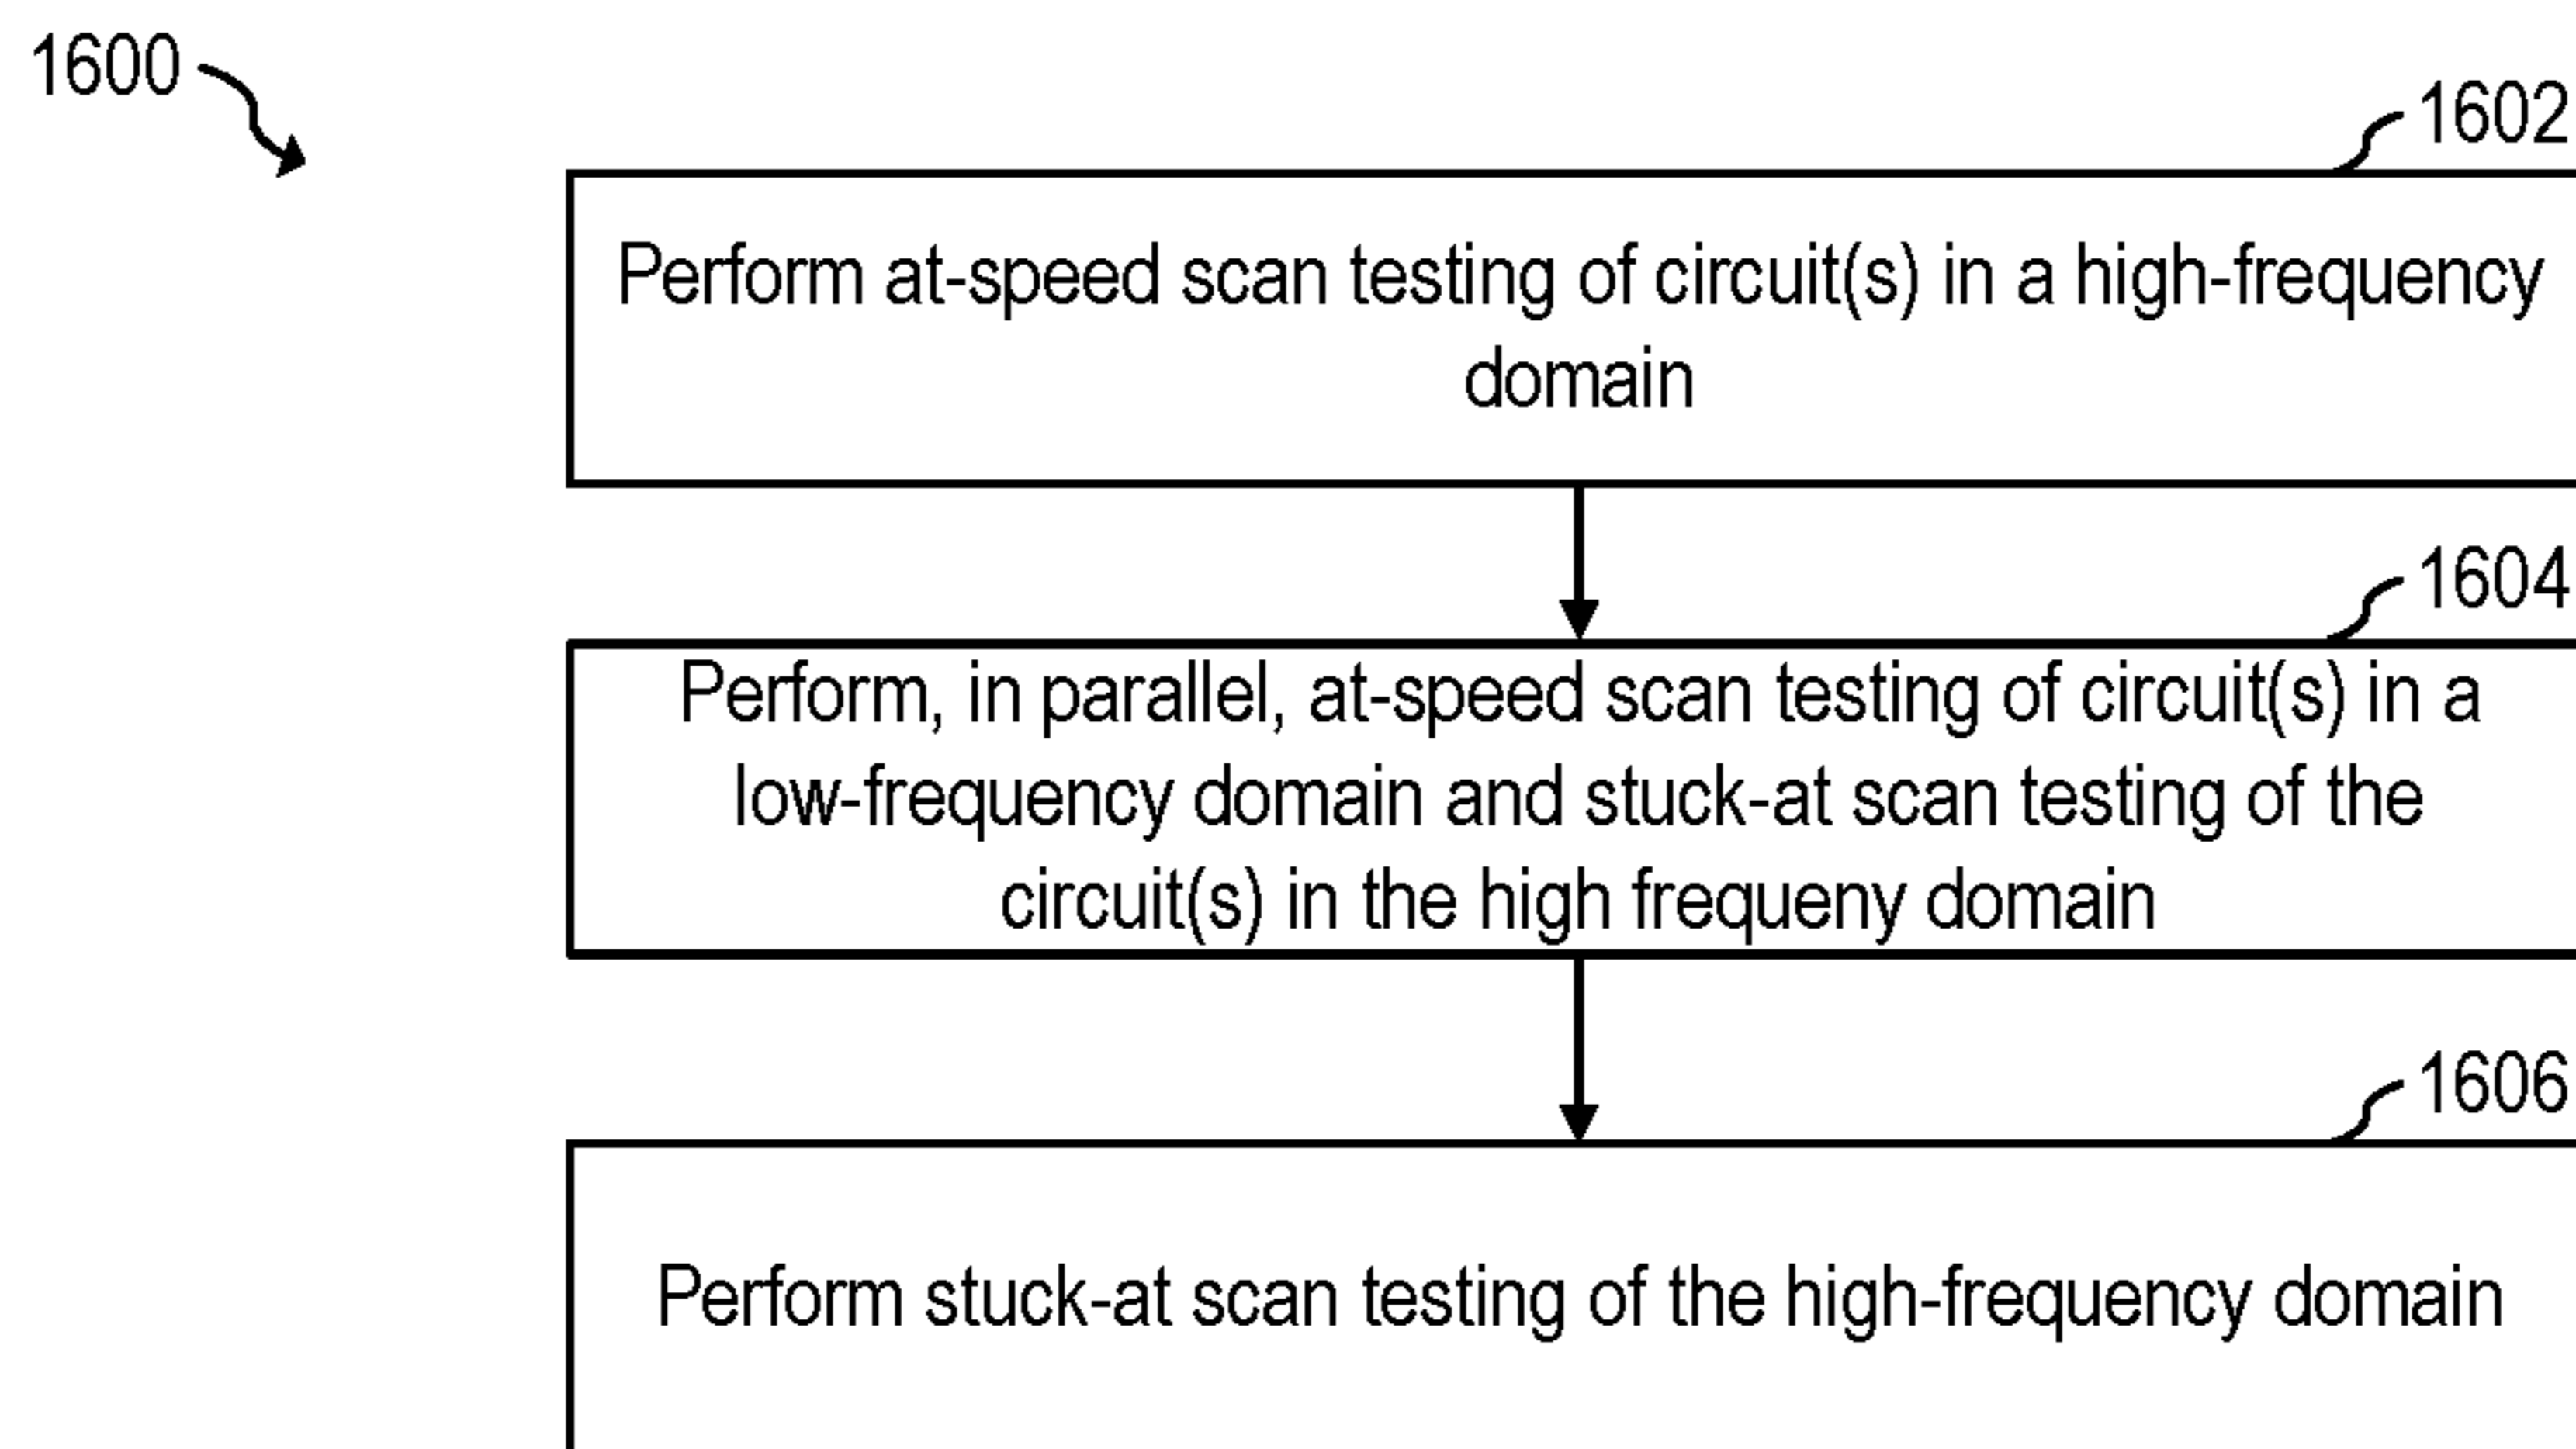 1600
1602
Perform at-speed scan testing of circuit(s) in a high-frequency
domain
1604
Perform, in parallel, at-speed scan testing of circuit(s) in a
low-frequency domain and stuck-at scan testing of the
circuit(s) in the high frequeny domain
1606
Perform stuck-at scan testing of the high-frequency domain